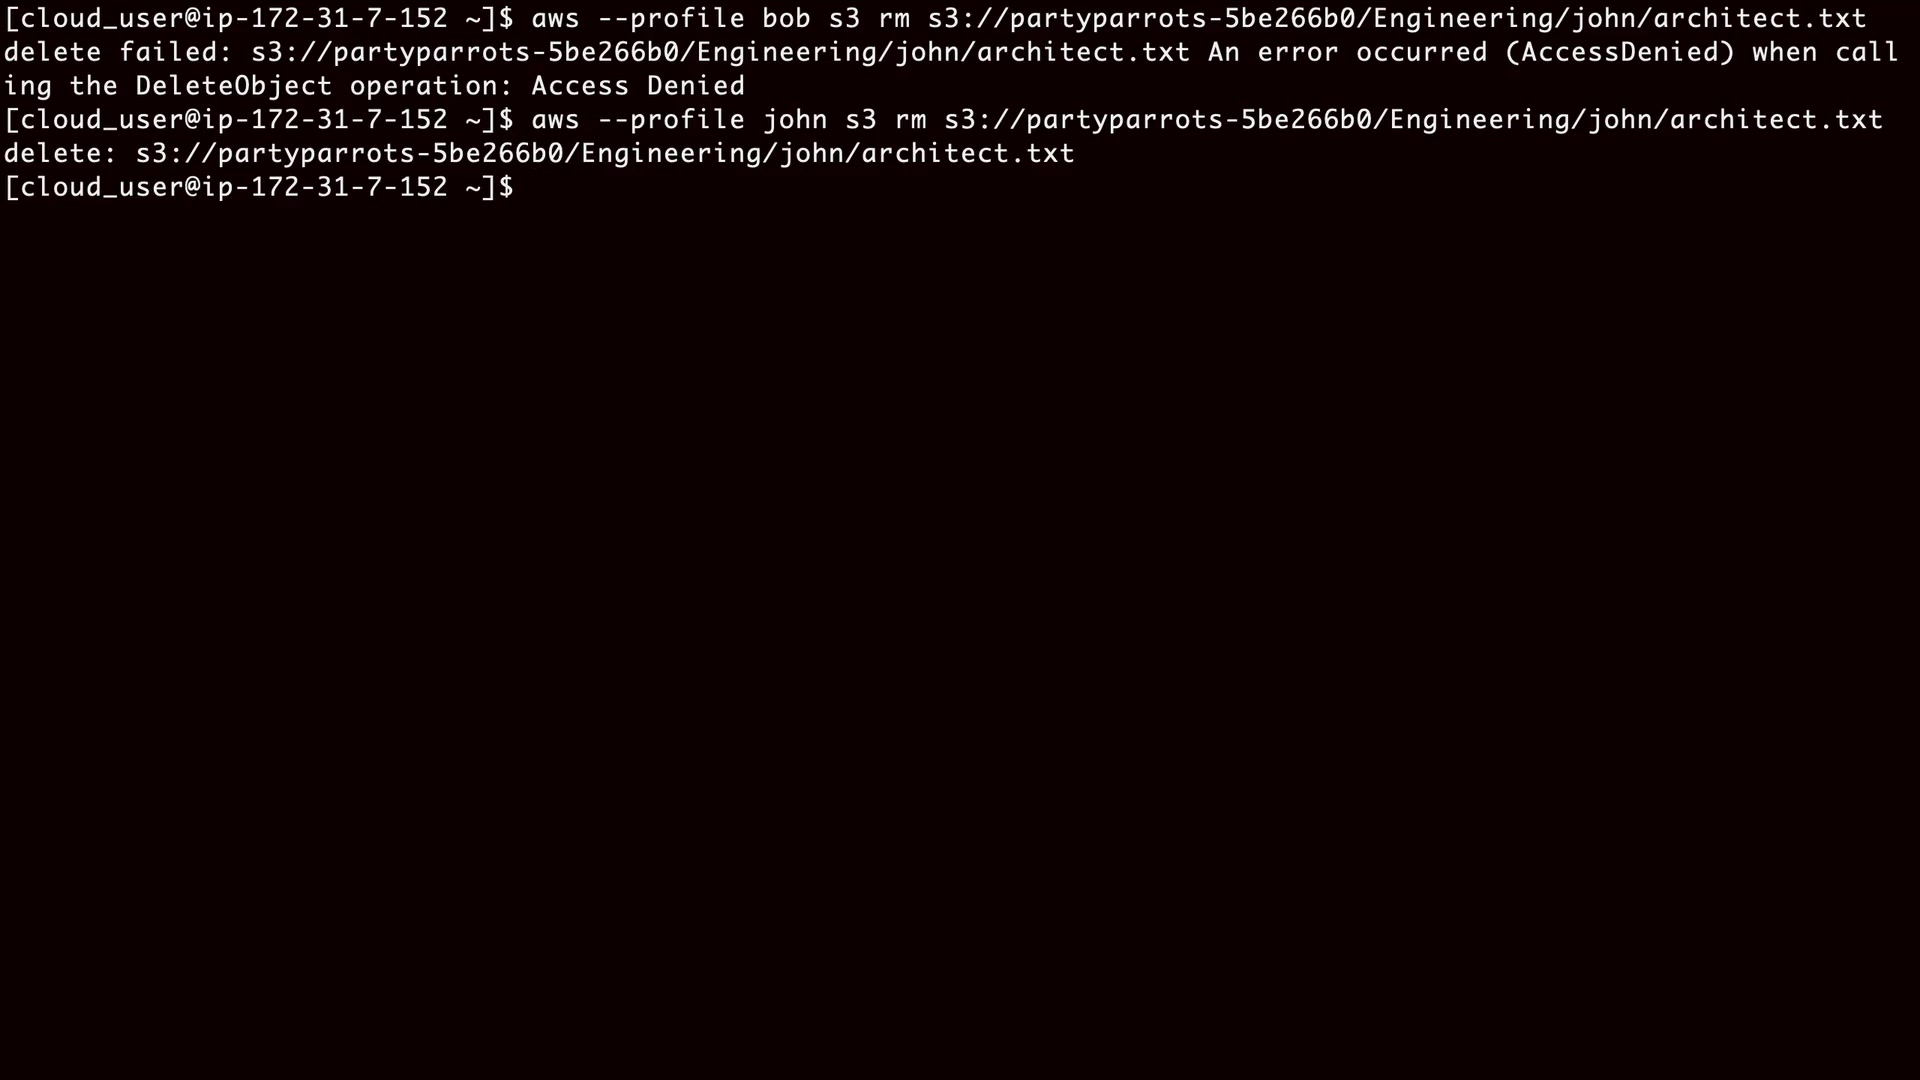 [cloud_user@ip-172-31-7-152 ~]$ aws --profile bob s3 rm s3://partyparrots-5be266b0/Engineering/john/architect.txt
delete failed: s3://partyparrots-5be266b0/Engineering/john/architect.txt An error occurred (AccessDenied) when call
ing the DeleteObject operation: Access Denied
[cloud_user@ip-172-31-7-152 ~]$ aws --profile john s3 rm s3://partyparrots-5be266b0/Engineering/john/architect.txt
delete: s3://partyparrots-5be266b0/Engineering/john/architect.txt
[cloud_user@ip-172-31-7-152 ~]$